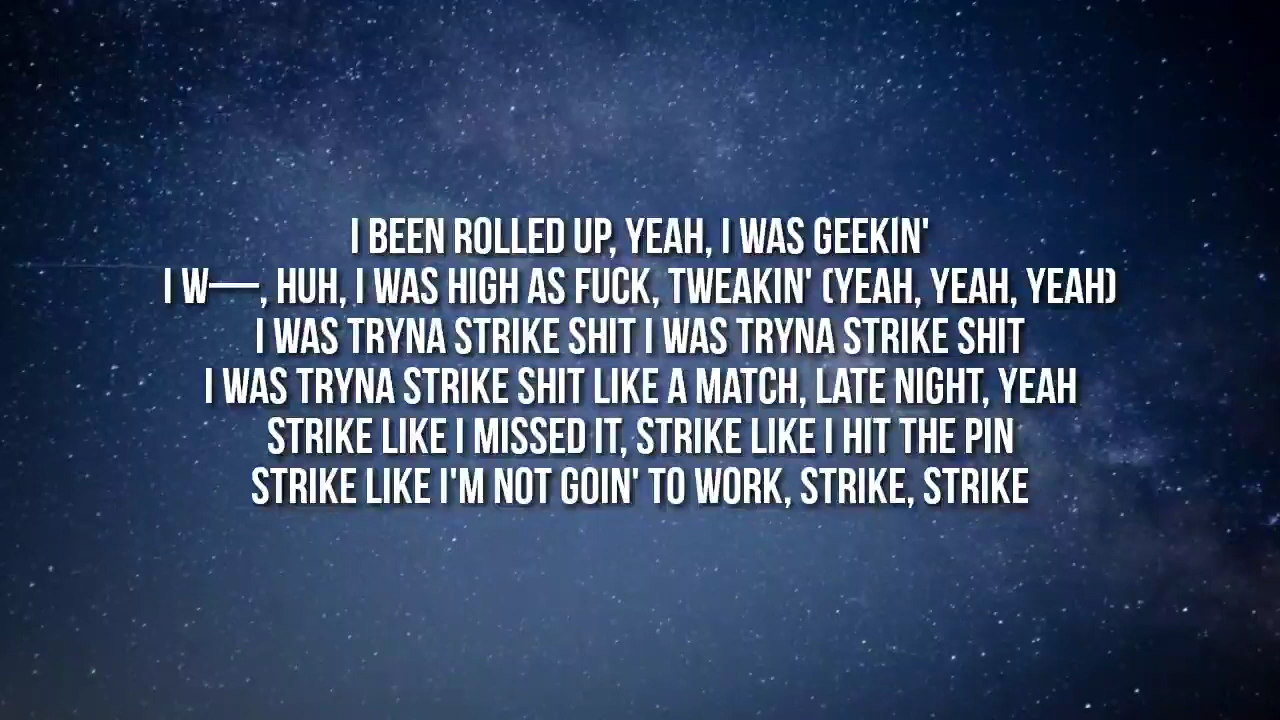 I BEEN ROLLED UP, YEAH, I WAS GEEKIN'
I W—, HUH, I WAS HIGH AS FUCK, TWEAKIN' (YEAH, YEAH, YEAH)
I WAS TRYNA STRIKE SHIT I WAS TRYNA STRIKE SHIT
I WAS TRYNA STRIKE SHIT LIKE A MATCH, LATE NIGHT, YEAH
STRIKE LIKE I MISSED IT, STRIKE LIKE I HIT THE PIN
STRIKE LIKE I'M NOT GOIN' TO WORK, STRIKE, STRIKE